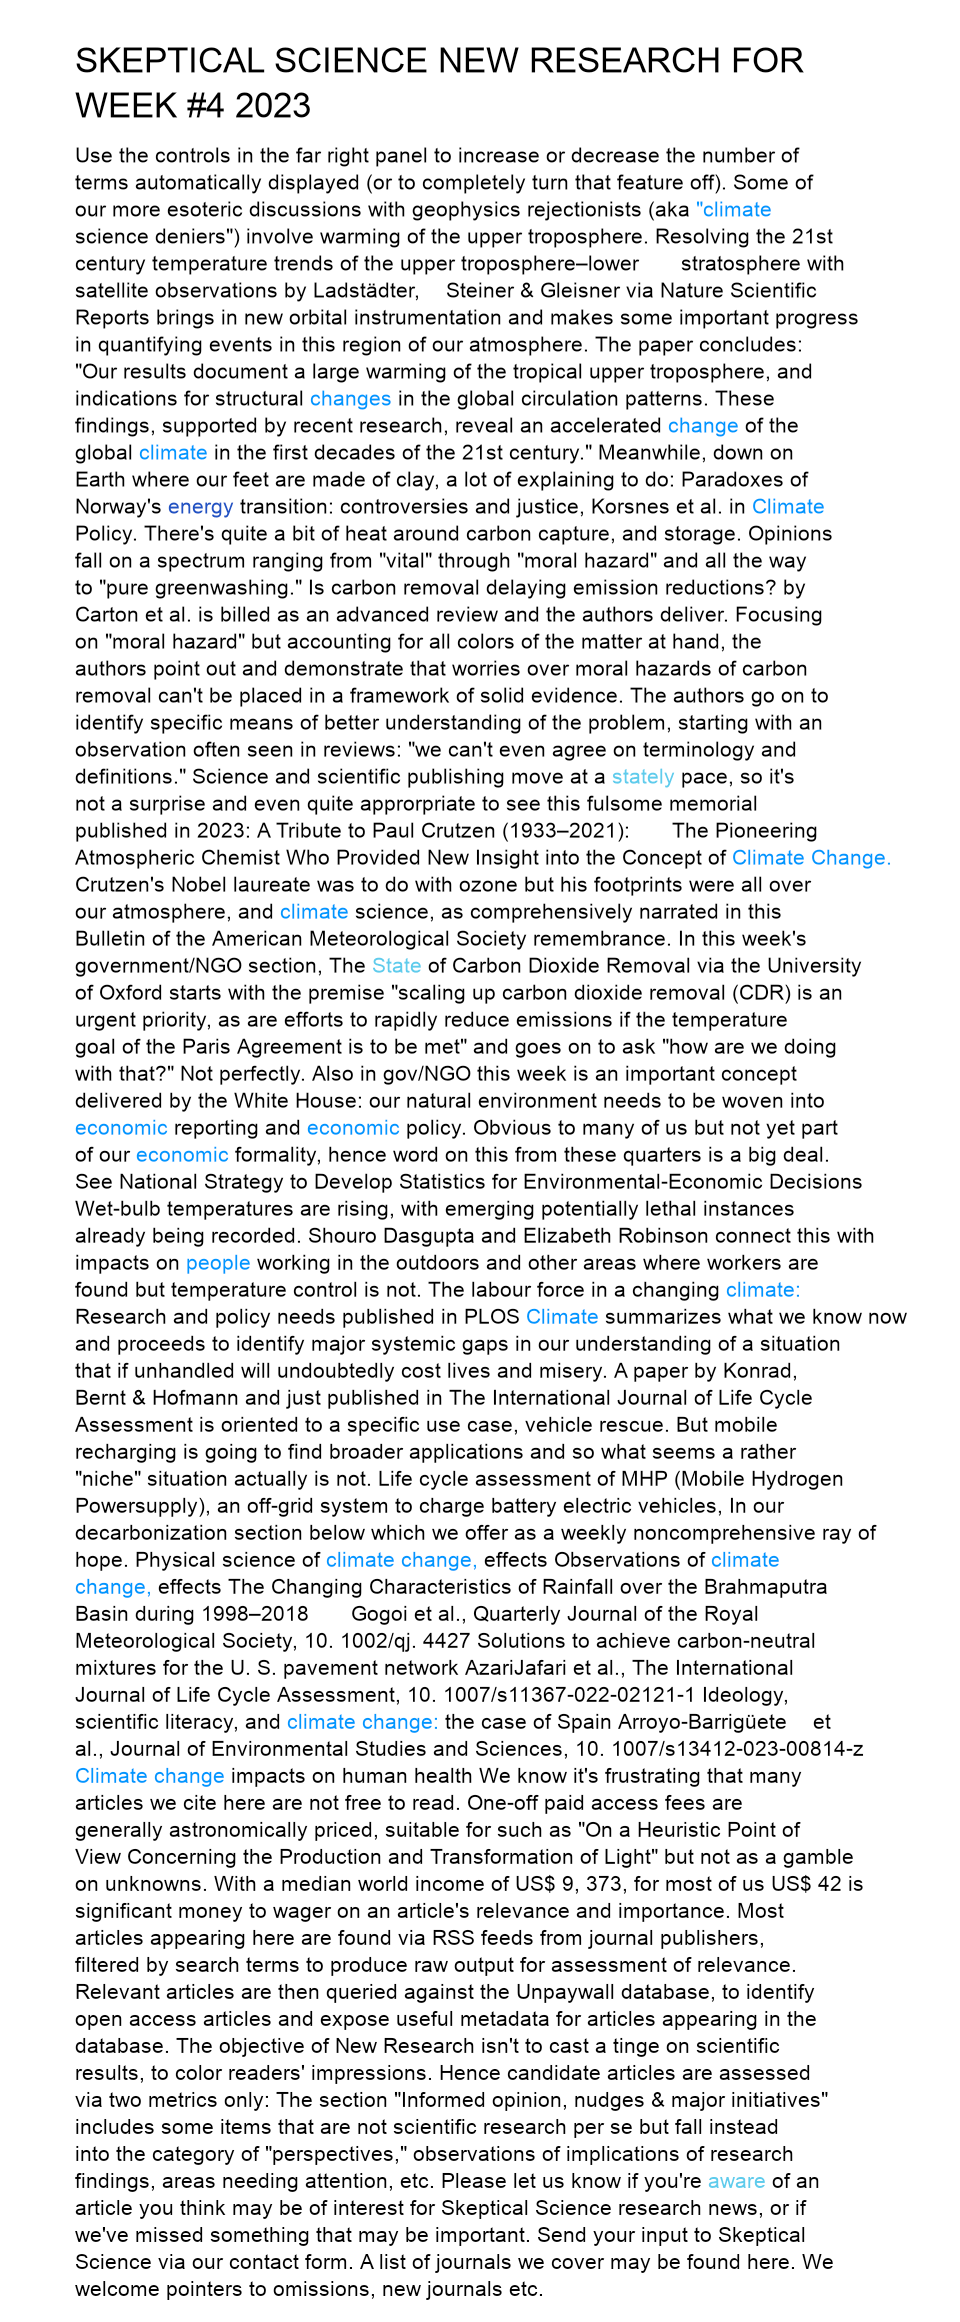 SKEPTICAL SCIENCE NEW RESEARCH FOR
WEEK #4 2023
Use the controls in the far right panel to increase or decrease the number of
terms automatically displayed (or to completely turn that feature off). Some of
our more esoteric discussions with geophysics rejectionists (aka "climate
science deniers") involve warming of the upper troposphere. Resolving the 21st
century temperature trends of the upper troposphere–lower stratosphere with
satellite observations by Ladstädter, Steiner & Gleisner via Nature Scientific
Reports brings in new orbital instrumentation and makes some important progress
in quantifying events in this region of our atmosphere. The paper concludes:
"Our results document a large warming of the tropical upper troposphere, and
indications for structural changes in the global circulation patterns. These
findings, supported by recent research, reveal an accelerated change of the
global climate in the first decades of the 21st century." Meanwhile, down on
Earth where our feet are made of clay, a lot of explaining to do: Paradoxes of
Norway's energy transition: controversies and justice, Korsnes et al. in Climate
Policy. There's quite a bit of heat around carbon capture, and storage. Opinions
fall on a spectrum ranging from "vital" through "moral hazard" and all the way
to "pure greenwashing." Is carbon removal delaying emission reductions? by
Carton et al. is billed as an advanced review and the authors deliver. Focusing
on "moral hazard" but accounting for all colors of the matter at hand, the
authors point out and demonstrate that worries over moral hazards of carbon
removal can't be placed in a framework of solid evidence. The authors go on to
identify specific means of better understanding of the problem, starting with an
observation often seen in reviews: "we can't even agree on terminology and
definitions." Science and scientific publishing move at a stately pace, so it's
not a surprise and even quite approrpriate to see this fulsome memorial
published in 2023: A Tribute to Paul Crutzen (1933–2021): The Pioneering
Atmospheric Chemist Who Provided New Insight into the Concept of Climate Change.
Crutzen's Nobel laureate was to do with ozone but his footprints were all over
our atmosphere, and climate science, as comprehensively narrated in this
Bulletin of the American Meteorological Society remembrance. In this week's
government/NGO section, The State of Carbon Dioxide Removal via the University
of Oxford starts with the premise "scaling up carbon dioxide removal (CDR) is an
urgent priority, as are efforts to rapidly reduce emissions if the temperature
goal of the Paris Agreement is to be met" and goes on to ask "how are we doing
with that?" Not perfectly. Also in gov/NGO this week is an important concept
delivered by the White House: our natural environment needs to be woven into
economic reporting and economic policy. Obvious to many of us but not yet part
of our economic formality, hence word on this from these quarters is a big deal.
See National Strategy to Develop Statistics for Environmental-Economic Decisions
Wet-bulb temperatures are rising, with emerging potentially lethal instances
already being recorded. Shouro Dasgupta and Elizabeth Robinson connect this with
impacts on people working in the outdoors and other areas where workers are
found but temperature control is not. The labour force in a changing climate:
Research and policy needs published in PLOS Climate summarizes what we know now
and proceeds to identify major systemic gaps in our understanding of a situation
that if unhandled will undoubtedly cost lives and misery. A paper by Konrad,
Bernt & Hofmann and just published in The International Journal of Life Cycle
Assessment is oriented to a specific use case, vehicle rescue. But mobile
recharging is going to find broader applications and so what seems a rather
"niche" situation actually is not. Life cycle assessment of MHP (Mobile Hydrogen
Powersupply), an off-grid system to charge battery electric vehicles, In our
decarbonization section below which we offer as a weekly noncomprehensive ray of
hope. Physical science of climate change, effects Observations of climate
change, effects The Changing Characteristics of Rainfall over the Brahmaputra
Basin during 1998–2018 Gogoi et al., Quarterly Journal of the Royal
Meteorological Society, 10. 1002/qj. 4427 Solutions to achieve carbon-neutral
mixtures for the U. S. pavement network AzariJafari et al., The International
Journal of Life Cycle Assessment, 10. 1007/s11367-022-02121-1 Ideology,
scientific literacy, and climate change: the case of Spain Arroyo-Barrigüete et
al., Journal of Environmental Studies and Sciences, 10. 1007/s13412-023-00814-z
Climate change impacts on human health We know it's frustrating that many
articles we cite here are not free to read. One-off paid access fees are
generally astronomically priced, suitable for such as "On a Heuristic Point of
View Concerning the Production and Transformation of Light" but not as a gamble
on unknowns. With a median world income of US$ 9, 373, for most of us US$ 42 is
significant money to wager on an article's relevance and importance. Most
articles appearing here are found via RSS feeds from journal publishers,
filtered by search terms to produce raw output for assessment of relevance.
Relevant articles are then queried against the Unpaywall database, to identify
open access articles and expose useful metadata for articles appearing in the
database. The objective of New Research isn't to cast a tinge on scientific
results, to color readers' impressions. Hence candidate articles are assessed
via two metrics only: The section "Informed opinion, nudges & major initiatives"
includes some items that are not scientific research per se but fall instead
into the category of "perspectives," observations of implications of research
findings, areas needing attention, etc. Please let us know if you're aware of an
article you think may be of interest for Skeptical Science research news, or if
we've missed something that may be important. Send your input to Skeptical
Science via our contact form. A list of journals we cover may be found here. We
welcome pointers to omissions, new journals etc.